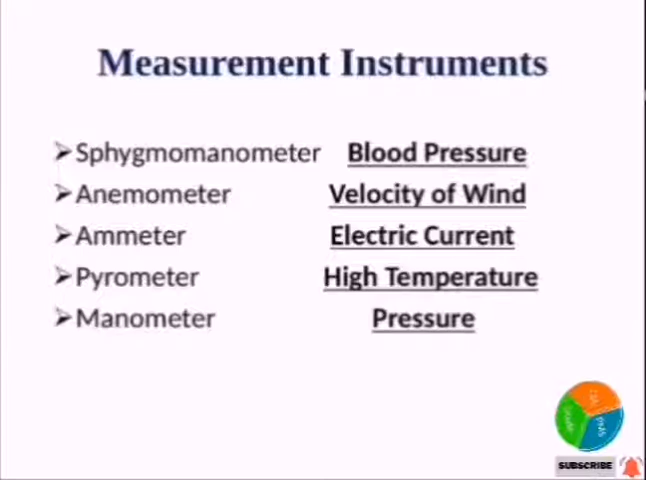 Measurement Instruments
➢Sphygmomanometer Blood Pressure
➢Anemometer Velocity of Wind
➢Ammeter Electric Current
➢Pyrometer High Temperature
➢Manometer Pressure
SUBSCRIBE